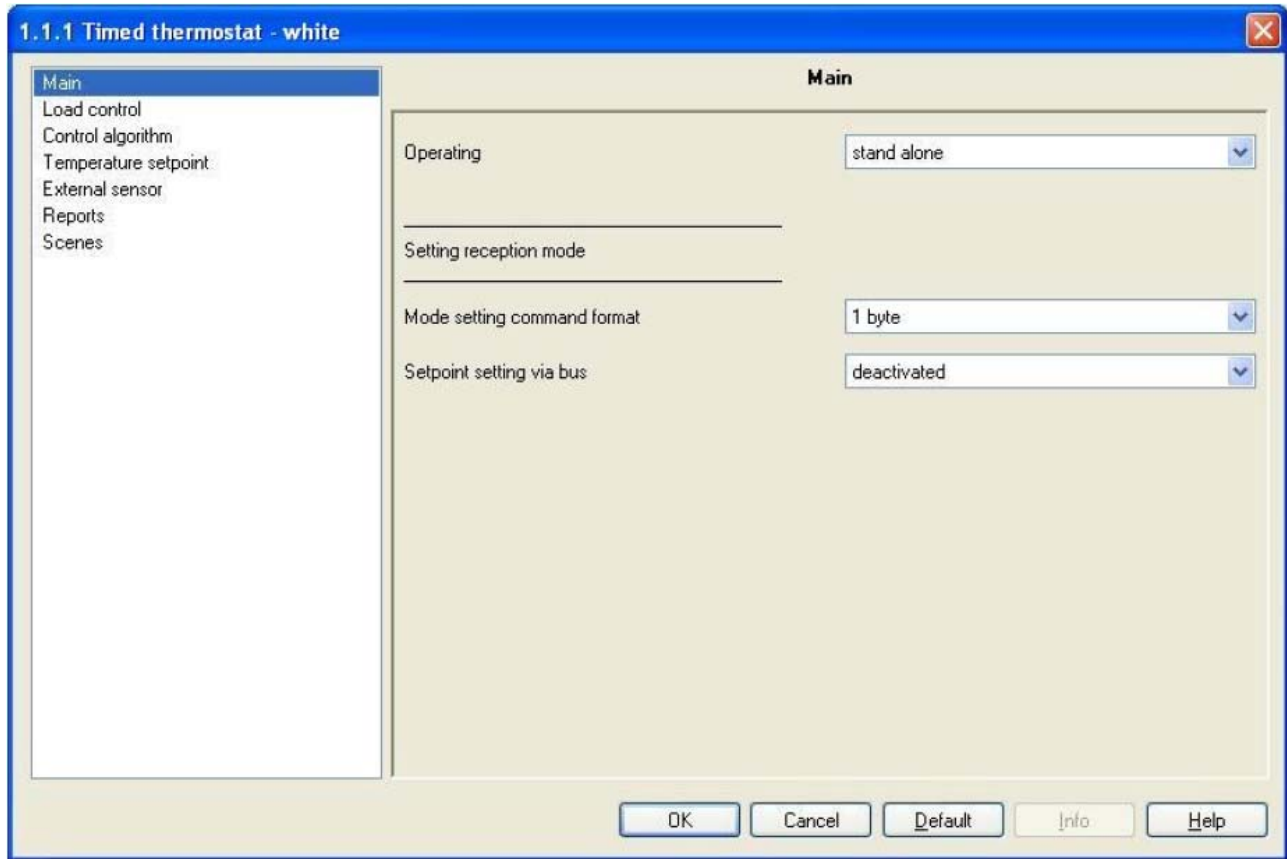 1.1.1 Timed thermostat - white
Main
Load control
Control algorithm
Temperature setpoint
External sensor
Reports
Scenes
Main
Operating
stand alone
Setting reception mode
Mode setting command format
1 byte
Setpoint setting via bus
deactivated
OK
Cancel
Default
Info
Help